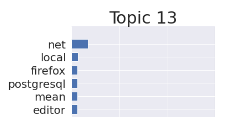 Topic 13
net
local
firefox
postgresql
mean
editor